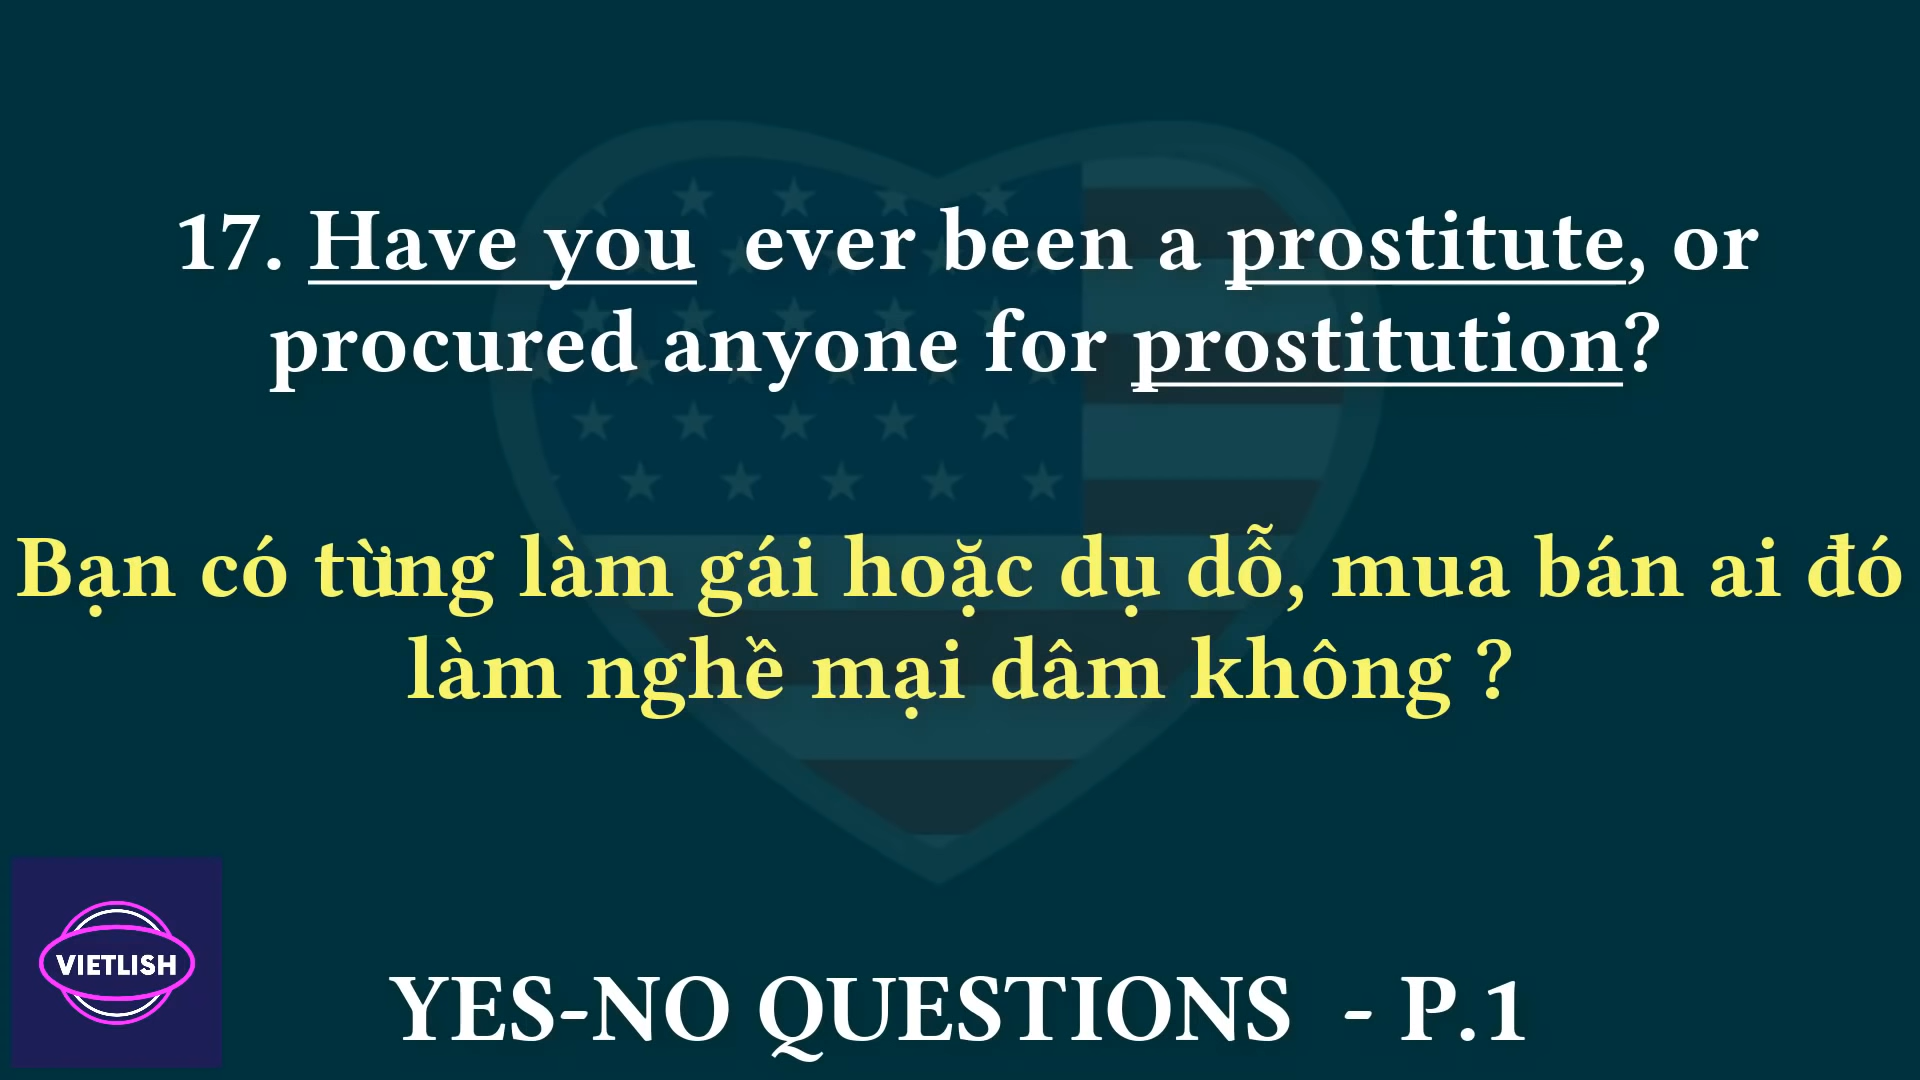 17. Have you ever been a prostitute, or
procured anyone for prostitution?
Bạn có từng làm gái hoặc dụ dỗ, mua bán ai đó
làm nghề mại dâm không ?
VIETLISH
YES-NO QUESTIONS - P.1